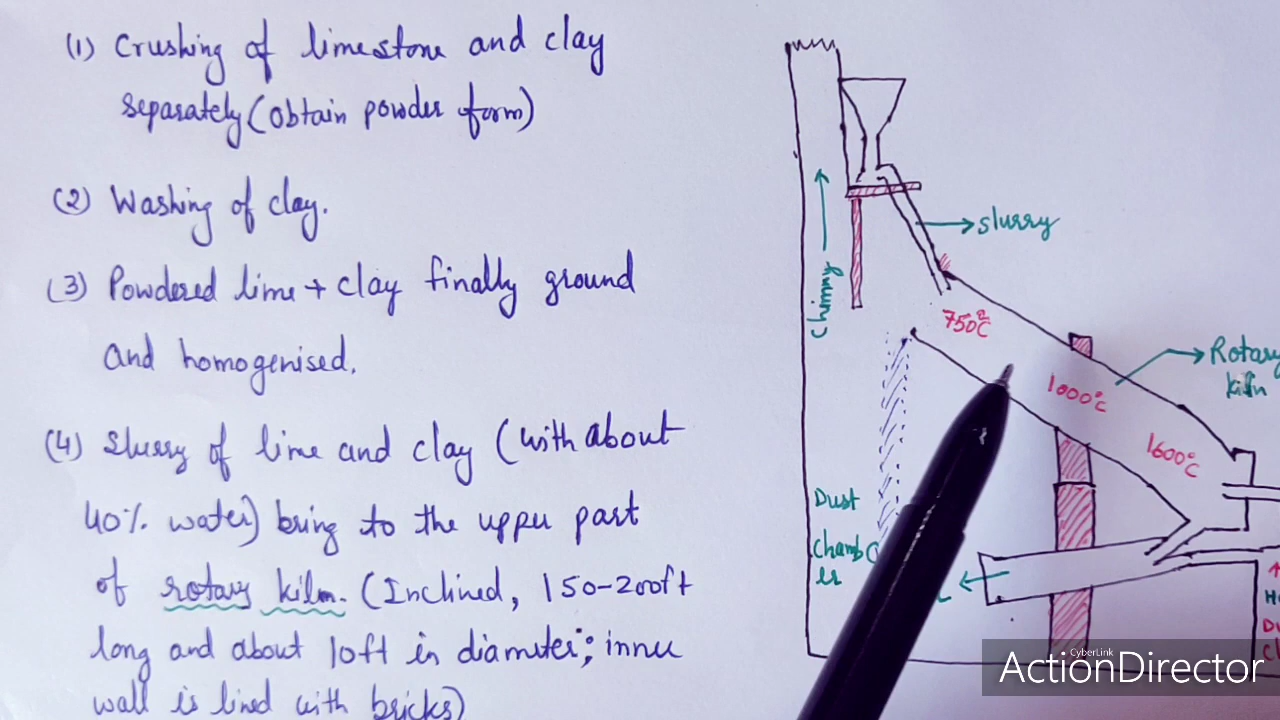 (1) Crushing of limestone and clay
separately (obtain powder form)
(2) Washing of clay.
(3) Powdered lime + clay finally ground
and homogenised.
(4) Slurry of lime and clay (with about
40% water) bring to the upper part
of rotary kiln. (Inclined, 150-200ft
long and about 10ft in diameter; inner
wall is lined with bricks)
chimney
slurry
750°C
Rotary
kiln
1000°C
1600°C
Dust
Chamb
er
CyberLink
ActionDirector